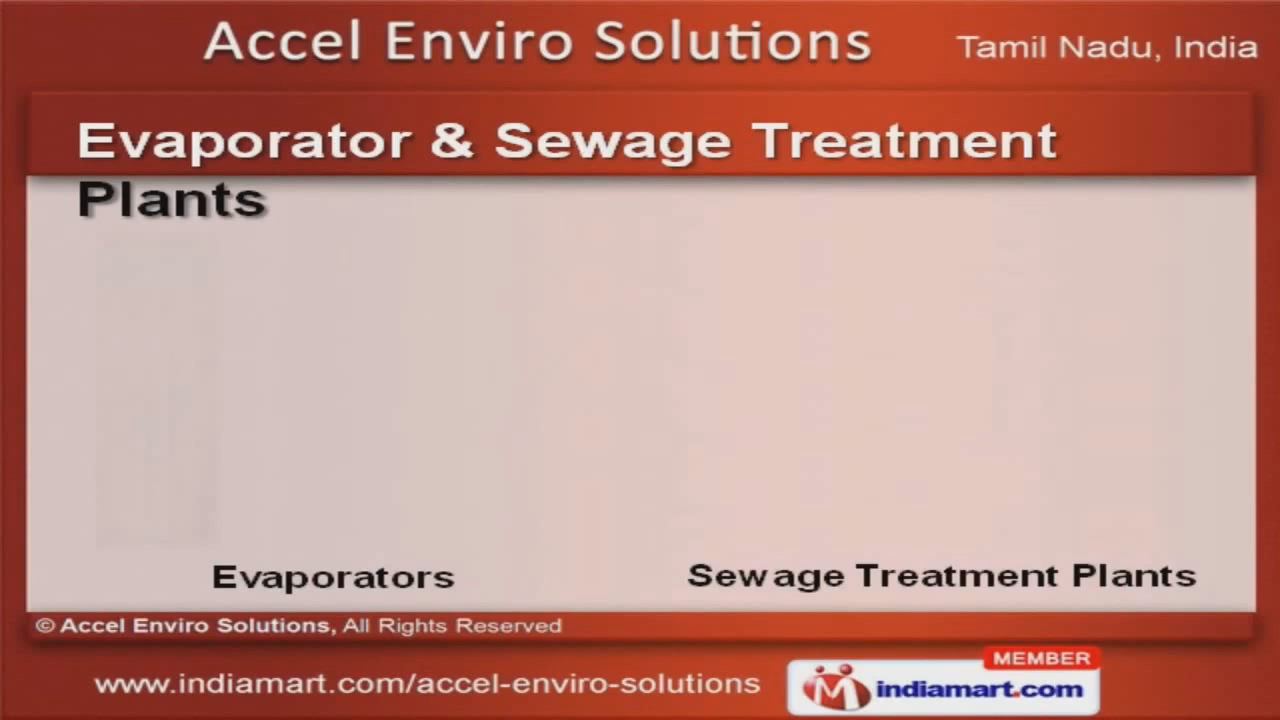 Accel Enviro Solutions
Tamil Nadu, India
Evaporator & Sewage Treatment
Plants
Evaporators
Sewage Treatment Plants
© Accel Enviro Solutions, All Rights Reserved
www.indiamart.com/accel-enviro-solutions
MEMBER
indiamart.com